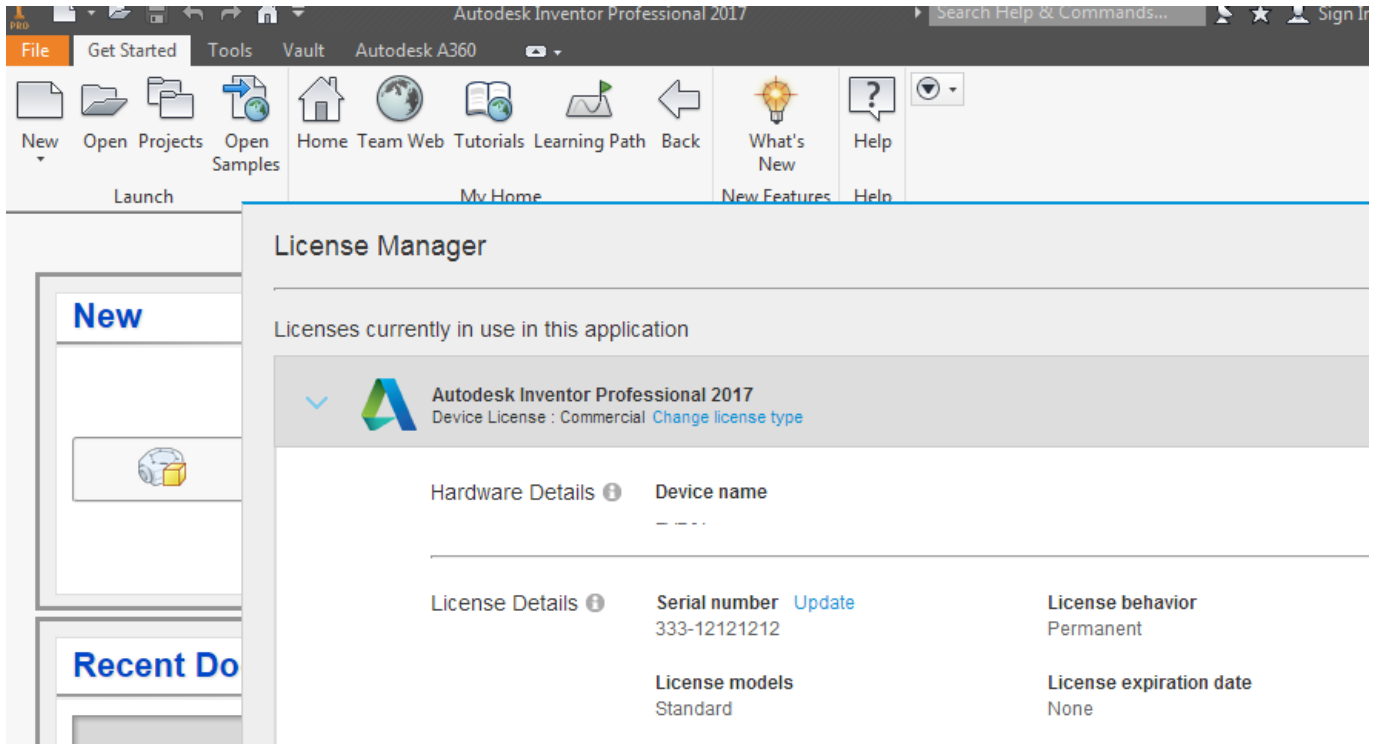 PRO
Autodesk Inventor Professional 2017
Search Help & Commands...
Sign In
File
Get Started
Tools
Vault
Autodesk A360
New
Open
Projects
Open Samples
Home
Team Web
Tutorials
Learning Path
Back
What's New
Help
Launch
My Home
New Features
Help
License Manager
Licenses currently in use in this application
New
Autodesk Inventor Professional 2017
Device License : Commercial Change license type
Hardware Details
Device name
License Details
Serial number Update
333-12121212
License behavior
Permanent
Recent Do
License models
Standard
License expiration date
None